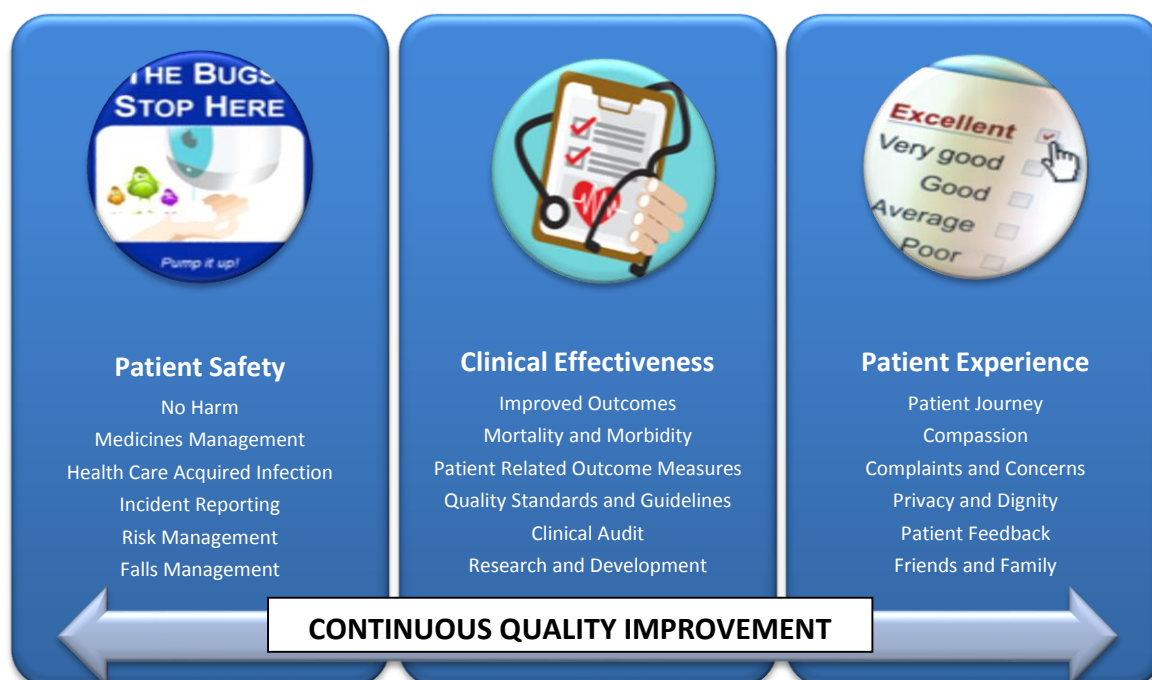 THE BUGS
STOP HERE
Pump it up!
Patient Safety
No Harm
Medicines Management
Health Care Acquired Infection
Incident Reporting
Risk Management
Falls Management
Clinical Effectiveness
Improved Outcomes
Mortality and Morbidity
Patient Related Outcome Measures
Quality Standards and Guidelines
Clinical Audit
Research and Development
Excellent
Very good
Good
Average
Poor
Patient Experience
Patient Journey
Compassion
Complaints and Concerns
Privacy and Dignity
Patient Feedback
Friends and Family
CONTINUOUS QUALITY IMPROVEMENT